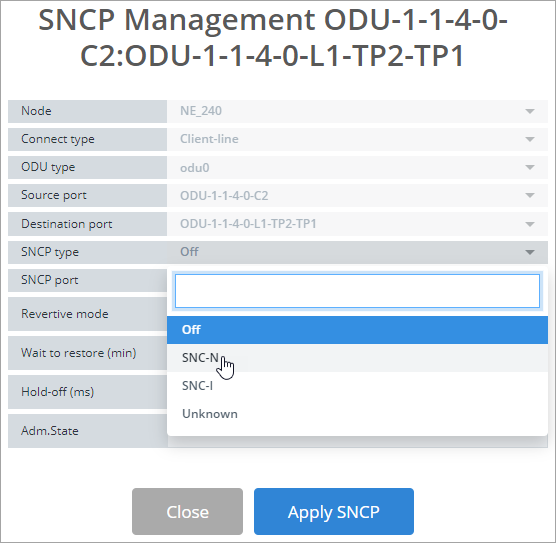 SNCP Management ODU-1-1-4-0-
C2:ODU-1-1-4-0-L1-TP2-TP1
Node NE_240
Connect type Client-line
ODU type odu0
Source port ODU-1-1-4-0-C2
Destination port ODU-1-1-4-0-L1-TP2-TP1
SNCP type Off
SNCP port
Off
Revertive mode
SNC-N
Wait to restore (min)
SNC-I
Hold-off (ms)
Unknown
Adm.State
Close Apply SNCP